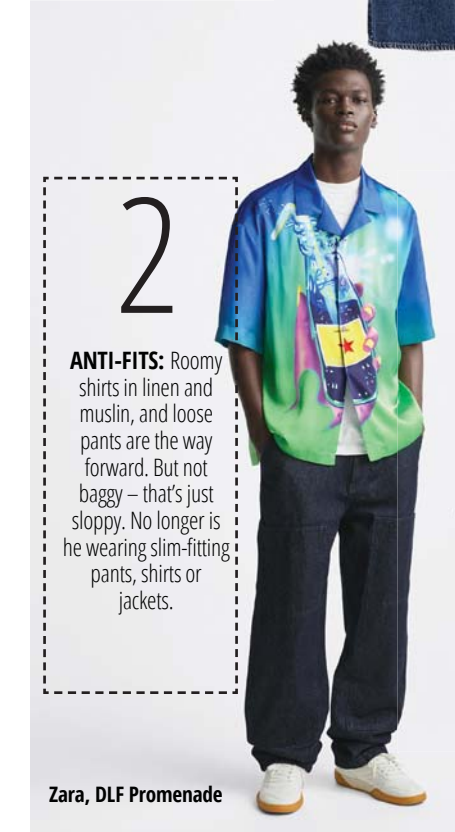 2
ANTI-FITS: Roomy
shirts in linen and
muslin, and loose
pants are the way
forward. But not
baggy – that’s just
sloppy. No longer is
he wearing slim-fitting
pants, shirts or
jackets.
Zara, DLF Promenade